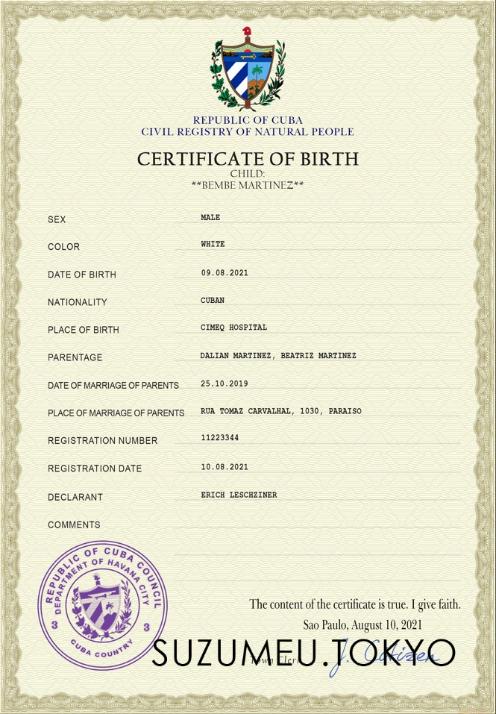 REPUBLIC OF CUBA
CIVIL REGISTRY OF NATURAL PEOPLE
CERTIFICATE OF BIRTH
CHILD:
**BEMBE MARTINEZ**
SEX MALE
COLOR WHITE
DATE OF BIRTH 09.08.2021
NATIONALITY CUBAN
PLACE OF BIRTH CIMEQ HOSPITAL
PARENTAGE DALIAN MARTINEZ, BEATRIZ MARTINEZ
DATE OF MARRIAGE OF PARENTS 25.10.2019
PLACE OF MARRIAGE OF PARENTS RUA TOMAZ CARVALHAL, 1030, PARAISO
REGISTRATION NUMBER 11223344
REGISTRATION DATE 10.08.2021
DECLARANT ERICH LESCHZINER
COMMENTS
REPUBLIC OF CUBA COUNCIL
DEPARTMENT OF HAVANA CITY
3 3
CUBA COUNTRY
The content of the certificate is true. I give faith.
Sao Paulo, August 10, 2021
SUZUMEU.TOKYO
J. Citizen